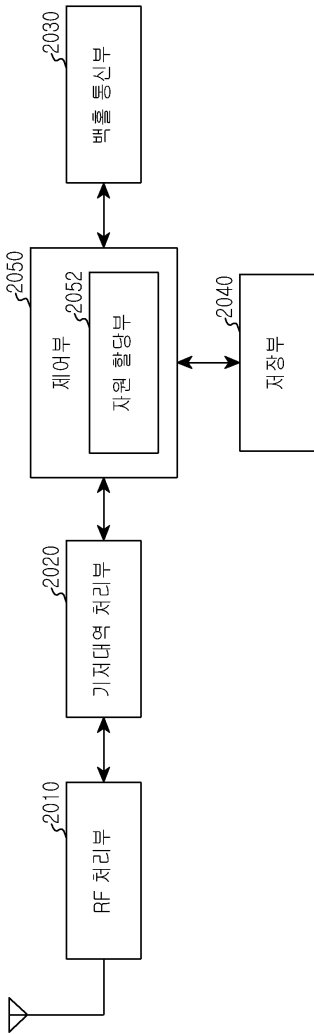 2010
RF 처리부
2020
기저대역 처리부
2050
제어부
2052
자원 할당부
2030
백홀 통신부
2040
저장부